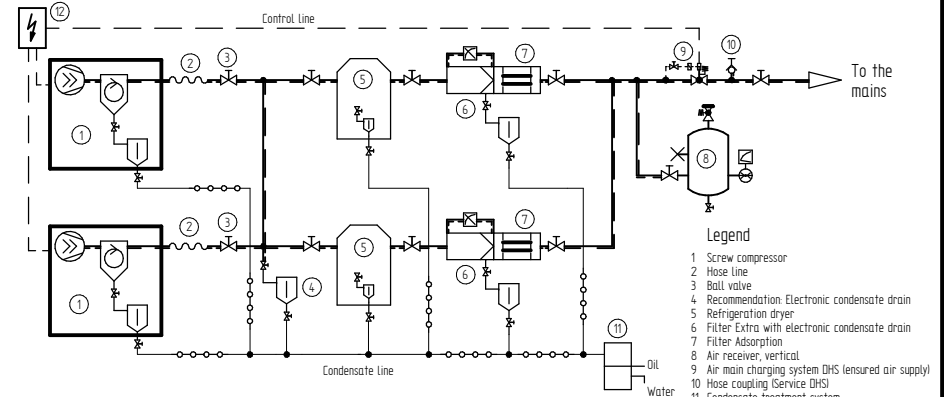 12
Control line
2
3
7
9
10
To the
mains
5
6
1
8
2
3
7
5
6
1
4
11
Condensate line
Oil
Water
Legend
1 Screw compressor
2 Hose line
3 Ball valve
4 Recommendation: Electronic condensate drain
5 Refrigeration dryer
6 Filter Extra with electronic condensate drain
7 Filter Adsorption
8 Air receiver, vertical
9 Air main charging system DHS (ensured air supply)
10 Hose coupling (Service DHS)
11 Condensate treatment system